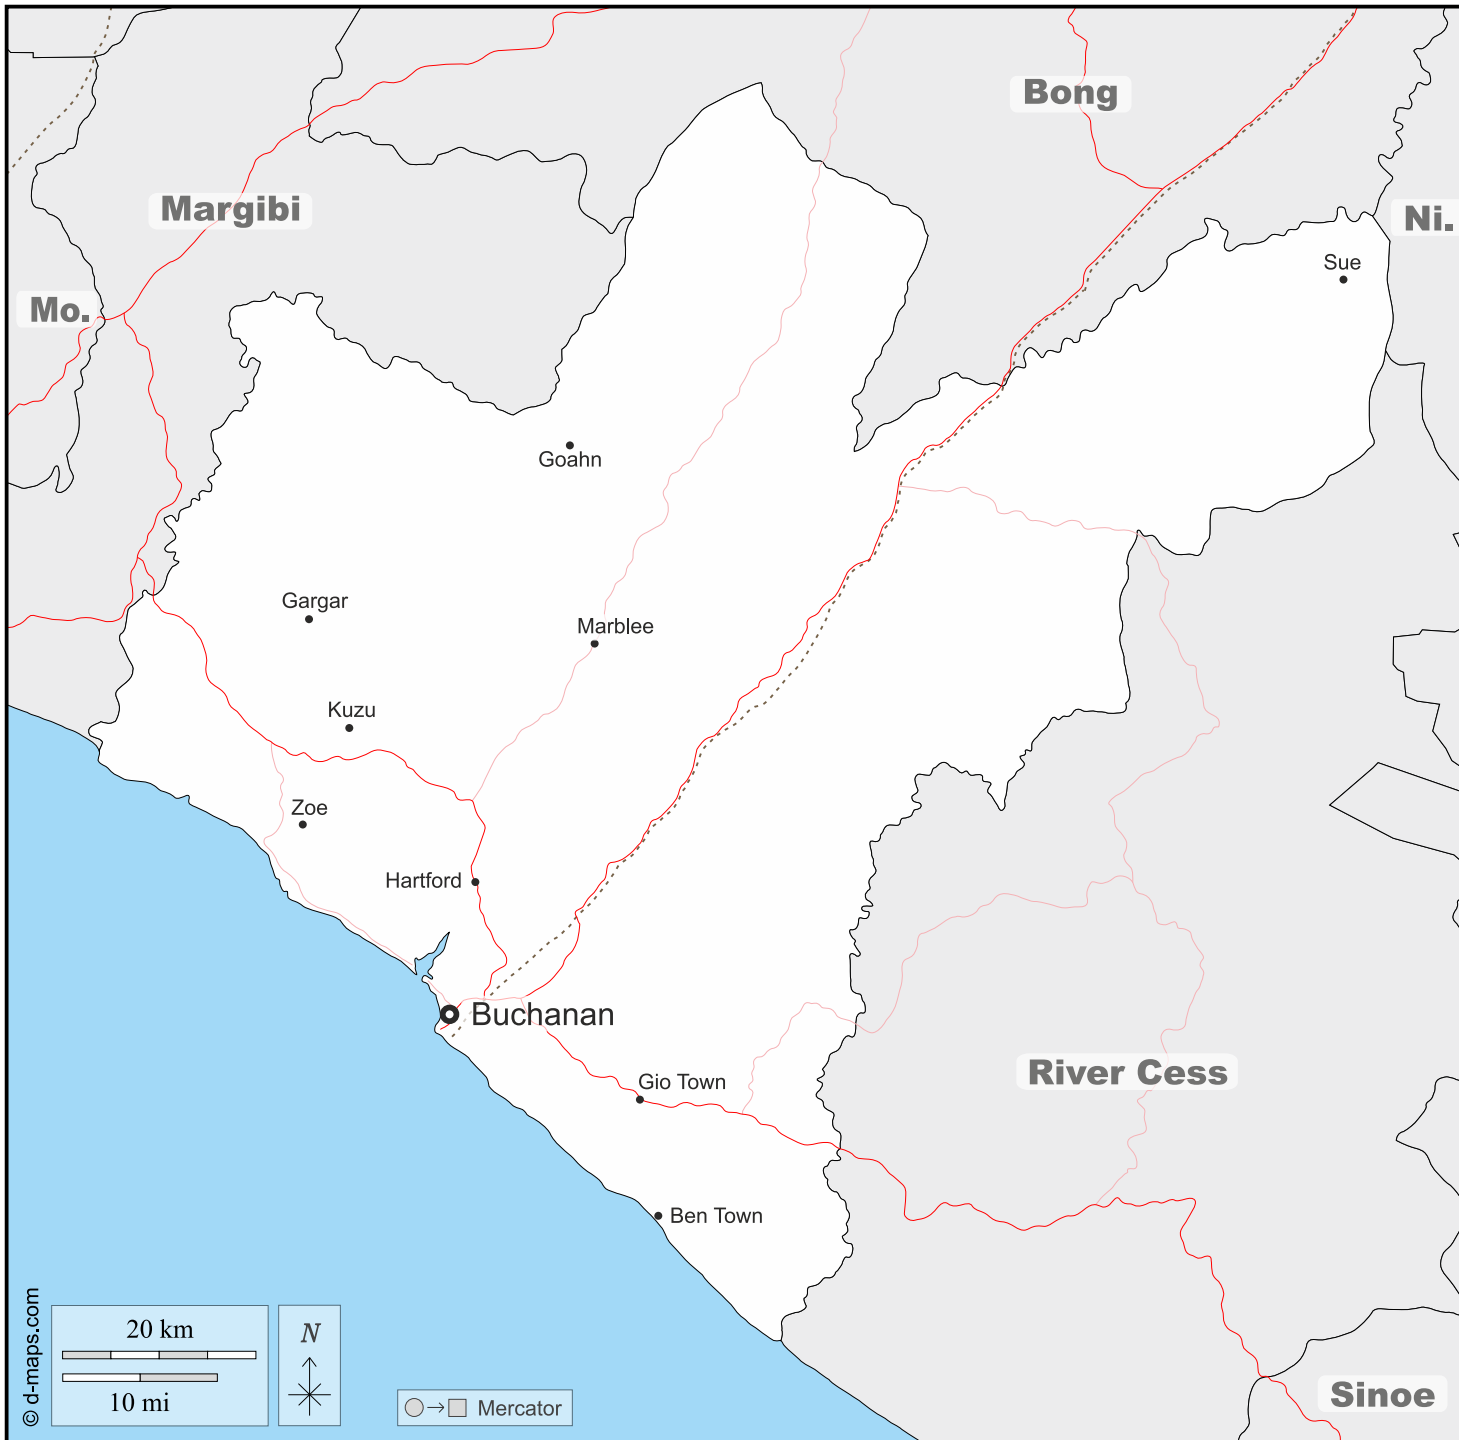 Bong
Margibi
Ni.
Sue
Mo.
Goahn
Gargar
Marblee
Kuzu
Zoe
Hartford
Buchanan
River Cess
Gio Town
Ben Town
© d-maps.com
20 km
10 mi
N
Mercator
Sinoe